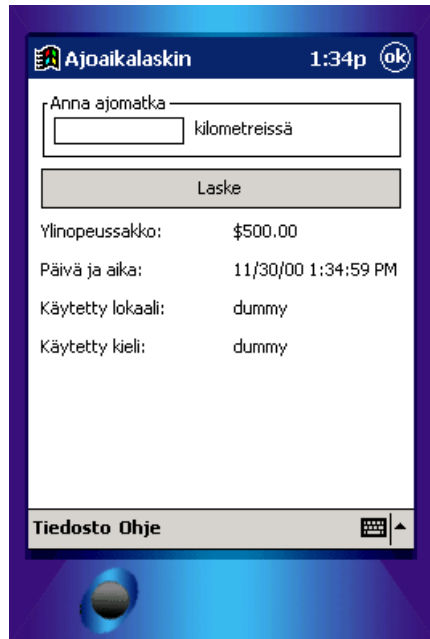 Ajoaikalaskin 1:34p ok
Anna ajomatka
kilometreissä
Laske
Ylinopeussakko: $500.00
Päivä ja aika: 11/30/00 1:34:59 PM
Käytetty lokaali: dummy
Käytetty kieli: dummy
Tiedosto Ohje